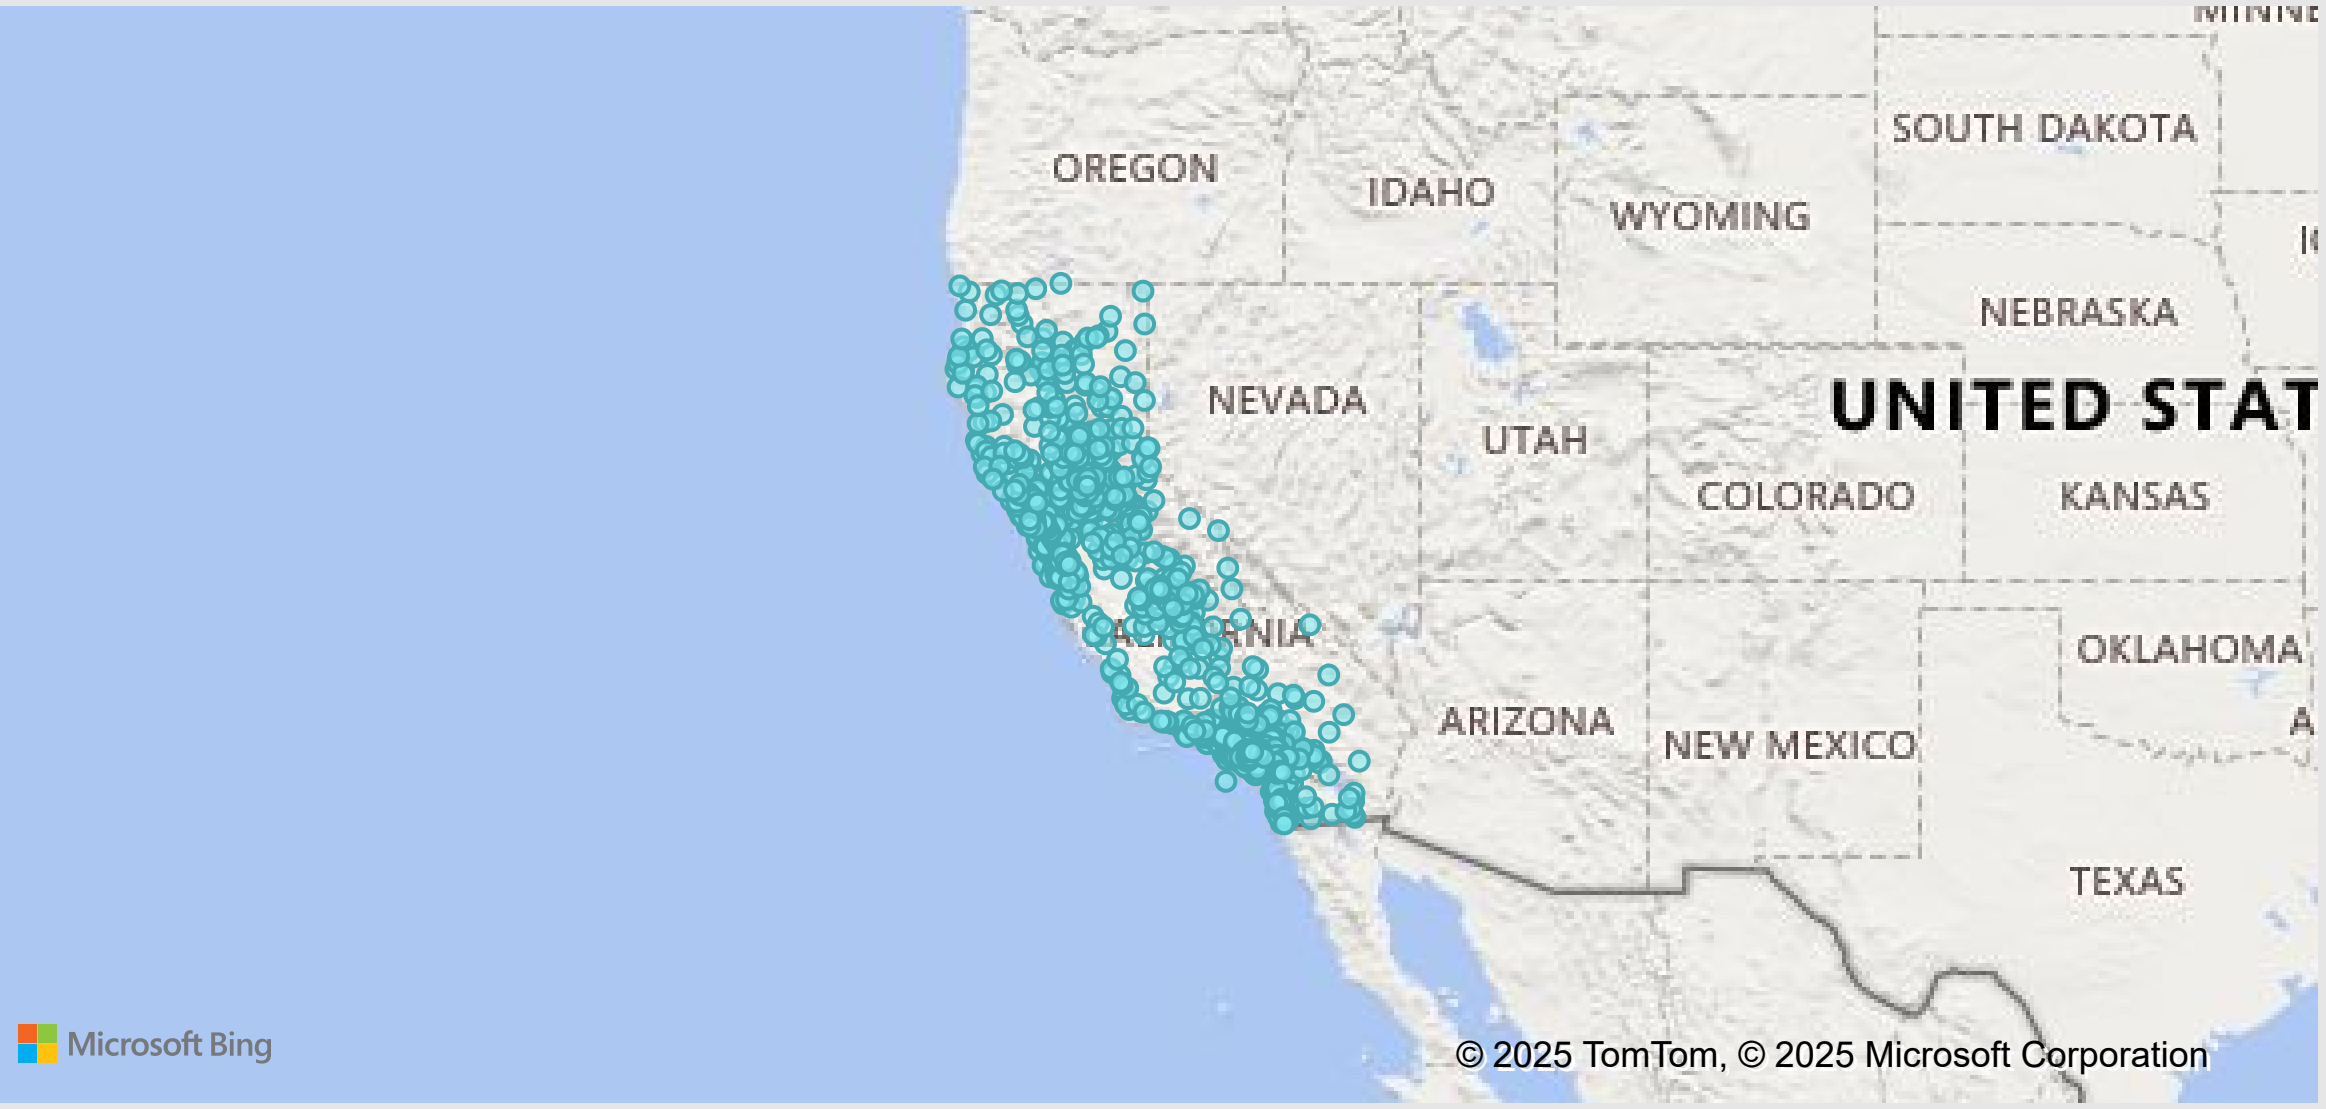 OREGON
IDAHO
WYOMING
SOUTH DAKOTA
NEBRASKA
NEVADA
UTAH
UNITED STAT
COLORADO
KANSAS
ARIZONA
NEW MEXICO
OKLAHOMA
TEXAS
Microsoft Bing
© 2025 TomTom, © 2025 Microsoft Corporation